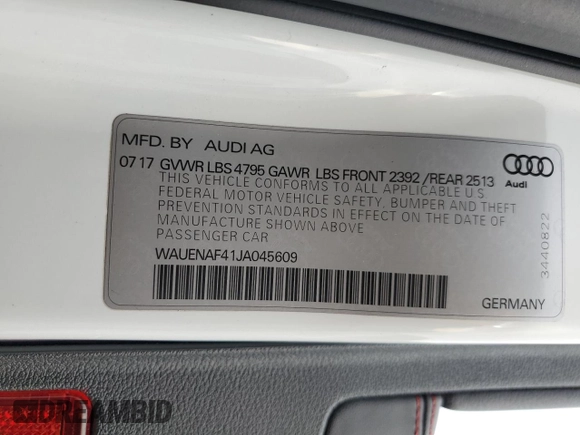 MFD. BY AUDI AG
07 17 GVWR LBS 4795 GAWR LBS FRONT 2392 /REAR 2513
THIS VEHICLE CONFORMS TO ALL APPLICABLE U S
FEDERAL MOTOR VEHICLE SAFETY, BUMPER AND THEFT
PREVENTION STANDARDS IN EFFECT ON THE DATE OF
MANUFACTURE SHOWN ABOVE
PASSENGER CAR
WAUENAF41JA045609
Audi
3440822
GERMANY
DREAMBID